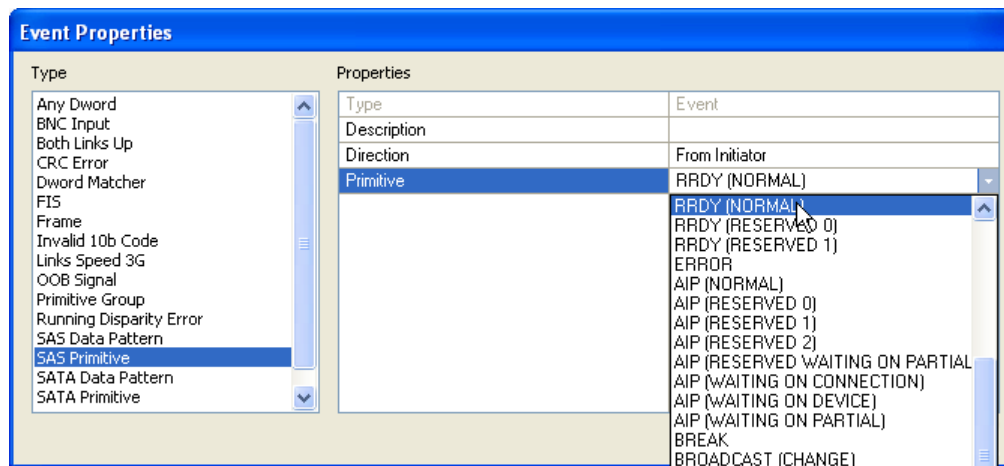 Event Properties
Type
Any Dword
BNC Input
Both Links Up
CRC Error
Dword Matcher
FIS
Frame
Invalid 10b Code
Links Speed 3G
OOB Signal
Primitive Group
Running Disparity Error
SAS Data Pattern
SAS Primitive
SATA Data Pattern
SATA Primitive
Properties
Type Event
Description
Direction From Initiator
Primitive RRDY (NORMAL)
RRDY (NORMAL)
RRDY (RESERVED 0)
RRDY (RESERVED 1)
ERROR
AIP (NORMAL)
AIP (RESERVED 0)
AIP (RESERVED 1)
AIP (RESERVED 2)
AIP (RESERVED WAITING ON PARTIAL
AIP (WAITING ON CONNECTION)
AIP (WAITING ON DEVICE)
AIP (WAITING ON PARTIAL)
BREAK
BROADCAST (CHANGE)